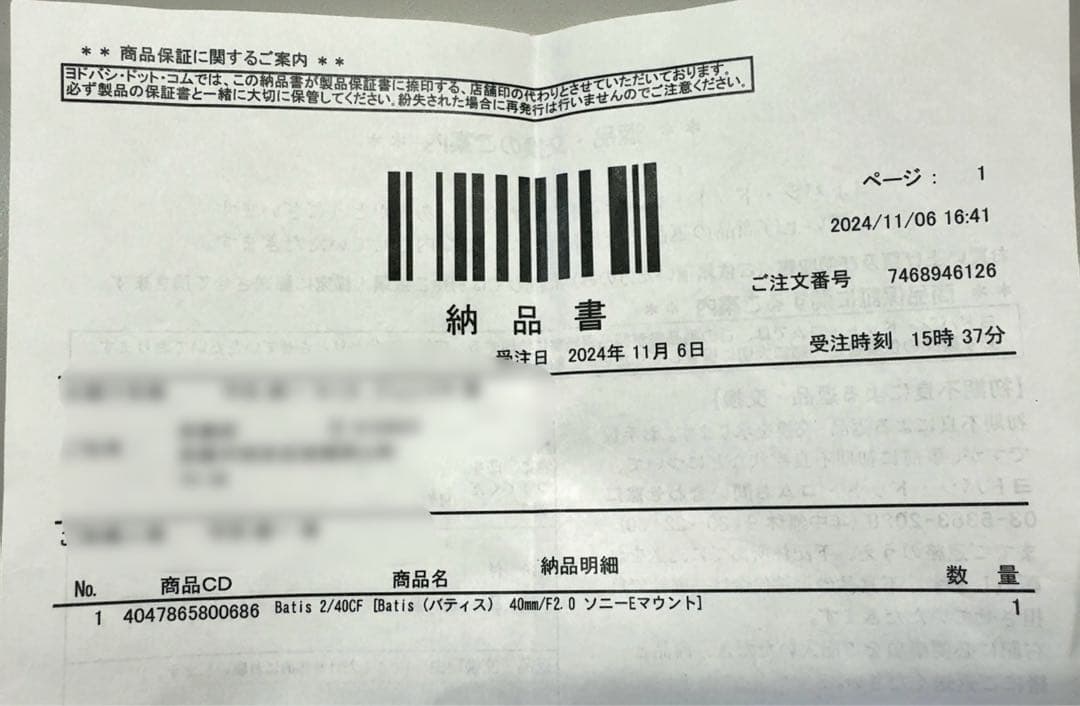 ** 商品保証に関するご案内 **
ヨドバシ・ドット・コムでは、この納品書が製品保証書に捺印する、店舗印の代わりとさせていただいております。
必ず製品の保証書と一緒に大切に保管してください。紛失された場合に再発行は行いませんのでご注意ください。
ページ： 1
2024/11/06 16:41
ご注文番号 7468946126
納品書
受注日 2024年 11月 6日 受注時刻 15時 37分
納品明細
No. 商品CD 商品名 数量
1 4047865800686 Batis 2/40CF [Batis (バティス) 40mm/F2.0 ソニーEマウント] 1